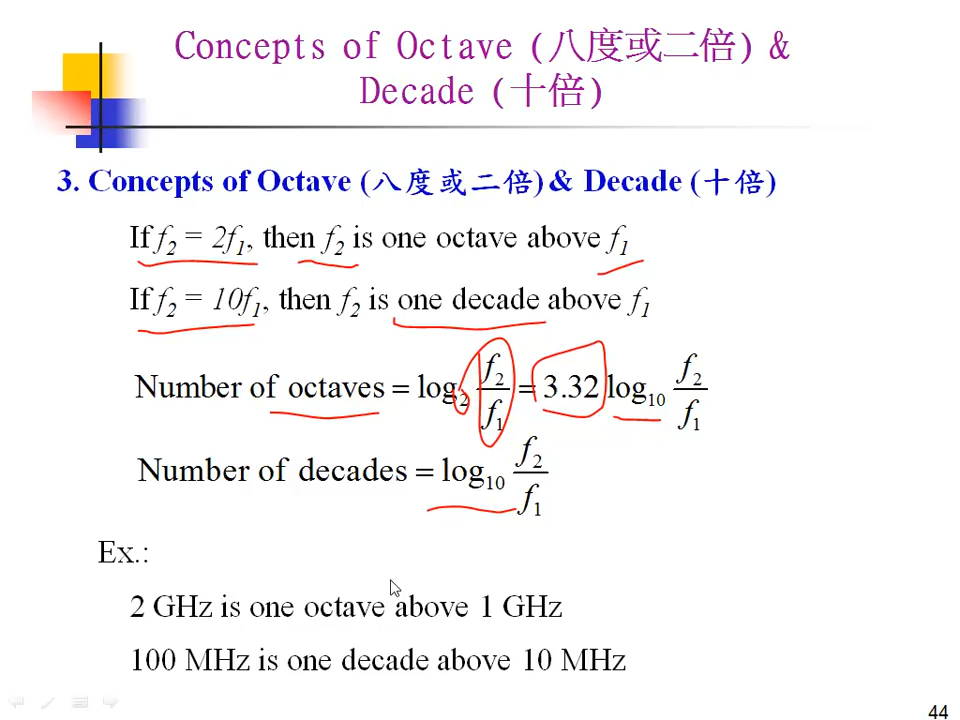 Concepts of Octave (八度或二倍) &
Decade (十倍)
3. Concepts of Octave (八度或二倍) & Decade (十倍)
If f₂ = 2f₁, then f₂ is one octave above f₁
If f₂ = 10f₁, then f₂ is one decade above f₁
Number of octaves = log₂ f₂/f₁ = 3.32 log₁₀ f₂/f₁
Number of decades = log₁₀ f₂/f₁
Ex.:
2 GHz is one octave above 1 GHz
100 MHz is one decade above 10 MHz
44